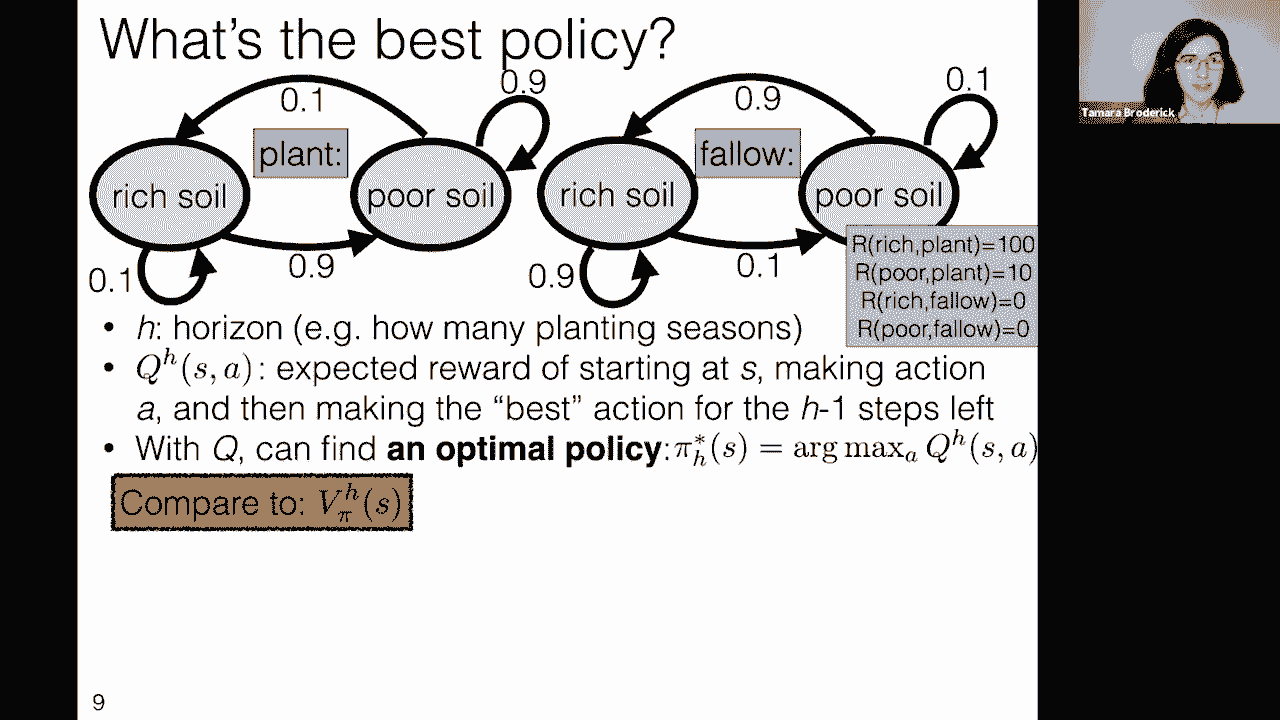 What's the best policy?
0.1
0.9
0.9
0.1
plant:
fallow:
rich soil
poor soil
rich soil
poor soil
0.1
0.9
0.9
0.1
R(rich,plant)=100
R(poor,plant)=10
R(rich,fallow)=0
R(poor,fallow)=0
• h: horizon (e.g. how many planting seasons)
• Q^h(s, a): expected reward of starting at s, making action
a, and then making the “best” action for the h-1 steps left
• With Q, can find an optimal policy: π*_h(s) = arg max_a Q^h(s, a)
Compare to: V^h_π(s)
9
Tamara Broderick